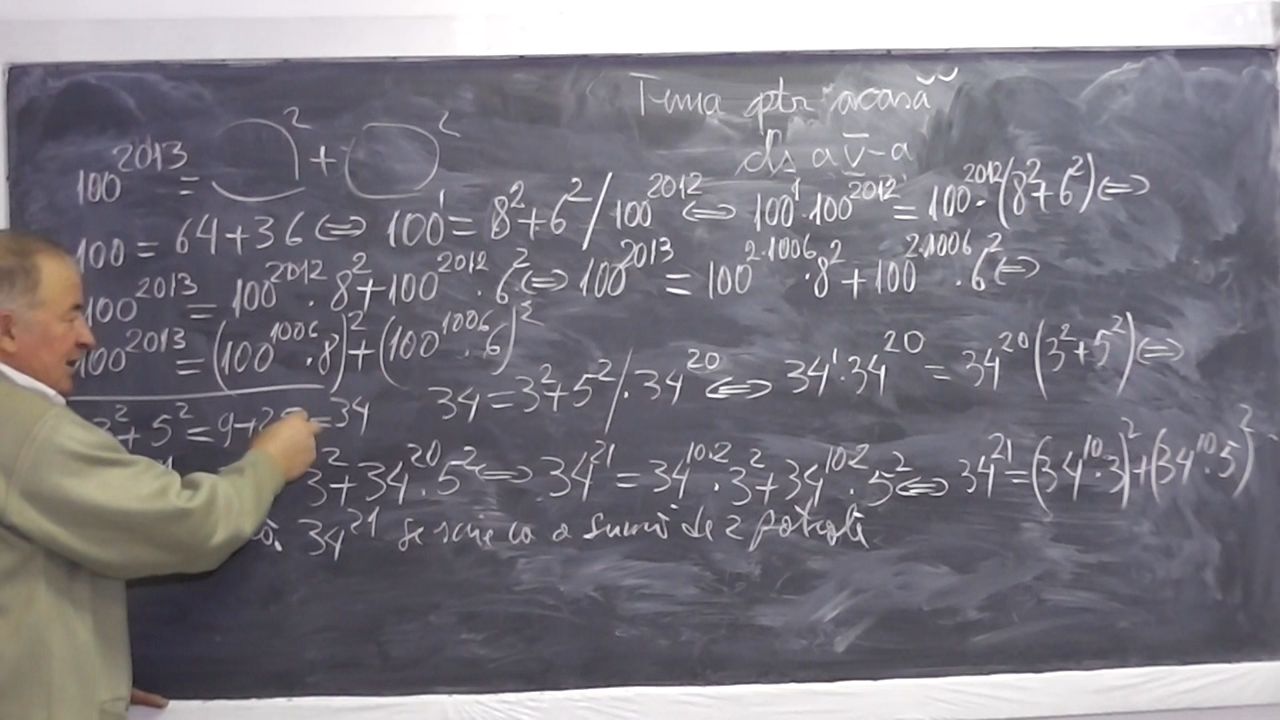 Tema ptr acasă
cls a V-a
100^2013 = ◯^2 + ◯^2
100 = 64+36 ⇔ 100^1 = 8^2+6^2 / 100^2012 ⇔ 100^1·100^2012 = 100^2012·(8^2+6^2) ⇔
100^2013 = 100^2012·8^2+100^2012·6^2 ⇔ 100^2013 = 100^2·1006·8^2+100^2·1006·6^2 ⇔
100^2013 = (100^1006·8)^2+(100^1006·6)^2
34 = 3^2+5^2/·34^20 ⇔ 34^1·34^20 = 34^20(3^2+5^2) ⇔
3^2+5^2 = 9+25 = 34
3^2+34^20·5^2 ⇔ 34^21 = 34^10·2·3^2+34^10·2·5^2 ⇔ 34^21 = (34^10·3)^2+(34^10·5)^2
34^21 se scrie ca o sumă de 2 pătrate